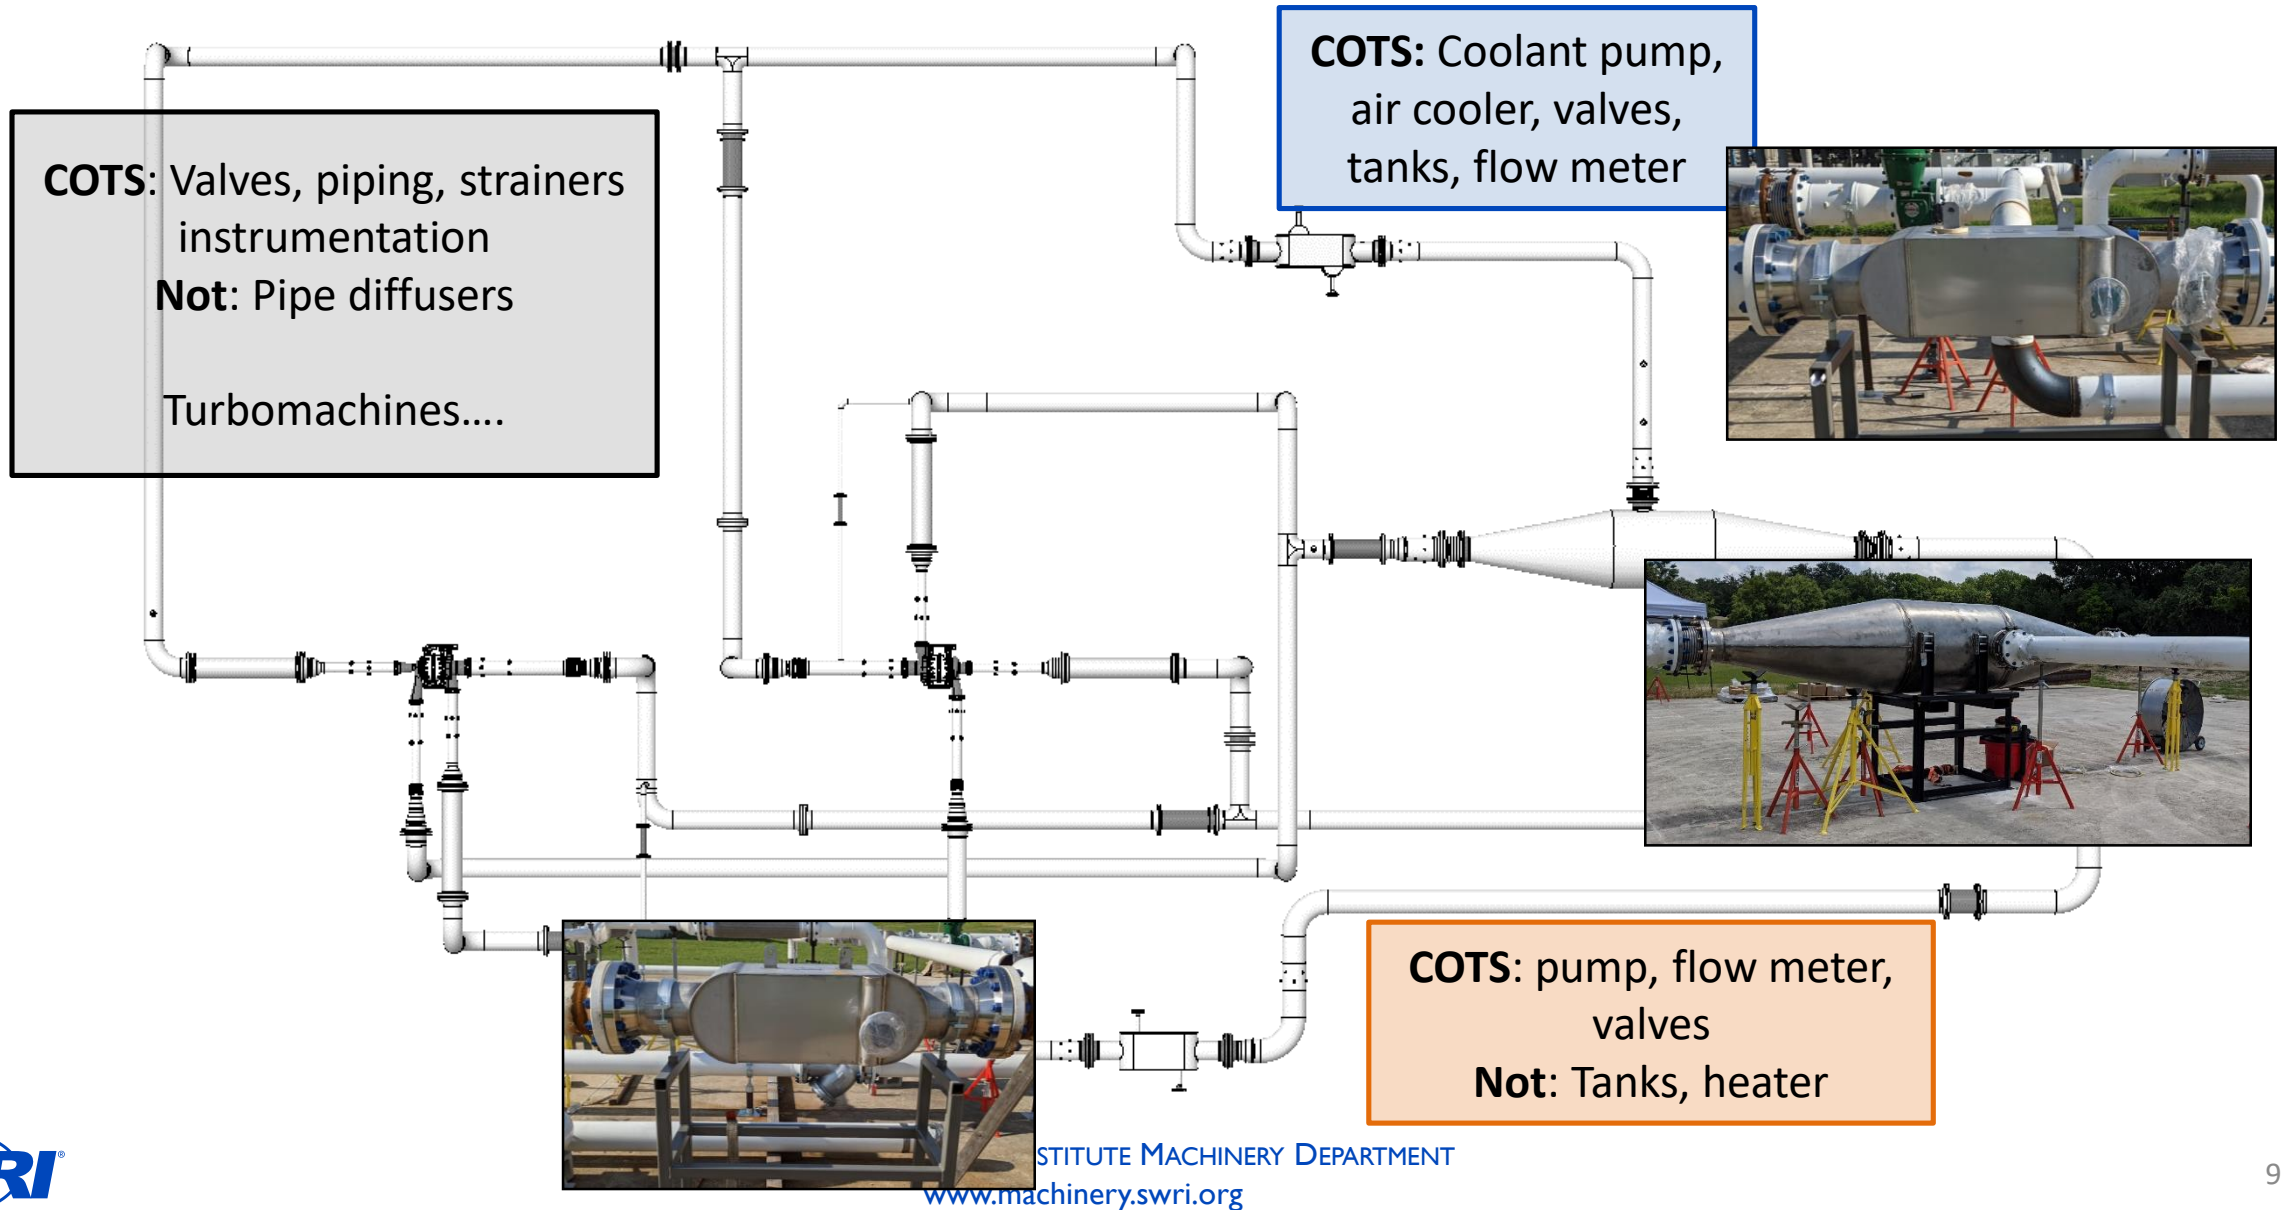 COTS: Coolant pump,
air cooler, valves,
tanks, flow meter
COTS: Valves, piping, strainers
instrumentation
Not: Pipe diffusers
Turbomachines....
COTS: pump, flow meter,
valves
Not: Tanks, heater
RI®
STITUTE MACHINERY DEPARTMENT
www.machinery.swri.org
9